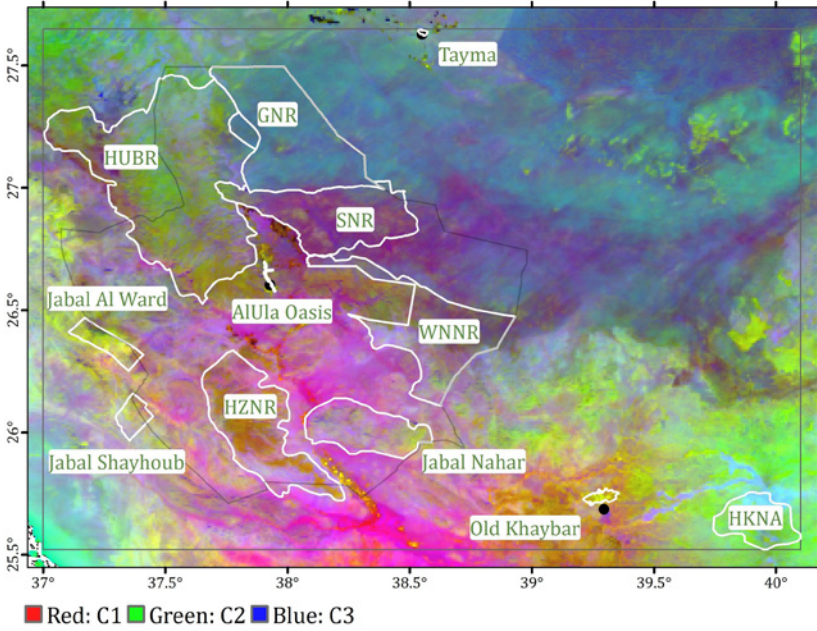 Tayma
27.5°
GNR
HUBR
27°
SNR
Jabal Al Ward
AlUla Oasis
26.5°
WNNR
HZNR
26°
Jabal Shayhoub
Jabal Nahar
Old Khaybar
HKNA
25.5°
37° 37.5° 38° 38.5° 39° 39.5° 40°
Red: C1 Green: C2 Blue: C3